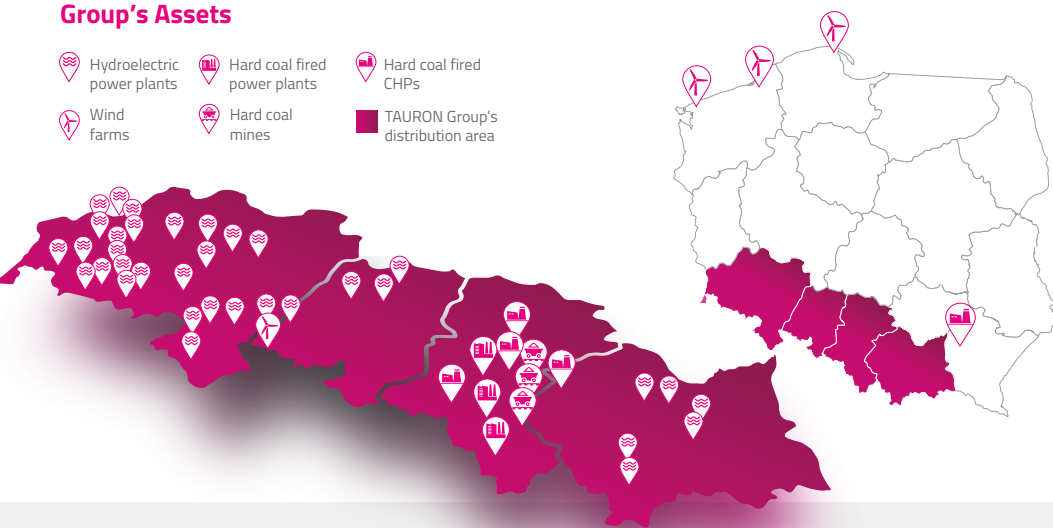 Group's Assets
Hydroelectric
power plants
Hard coal fired
power plants
Hard coal fired
CHPs
Wind
farms
Hard coal
mines
TAURON Group's
distribution area